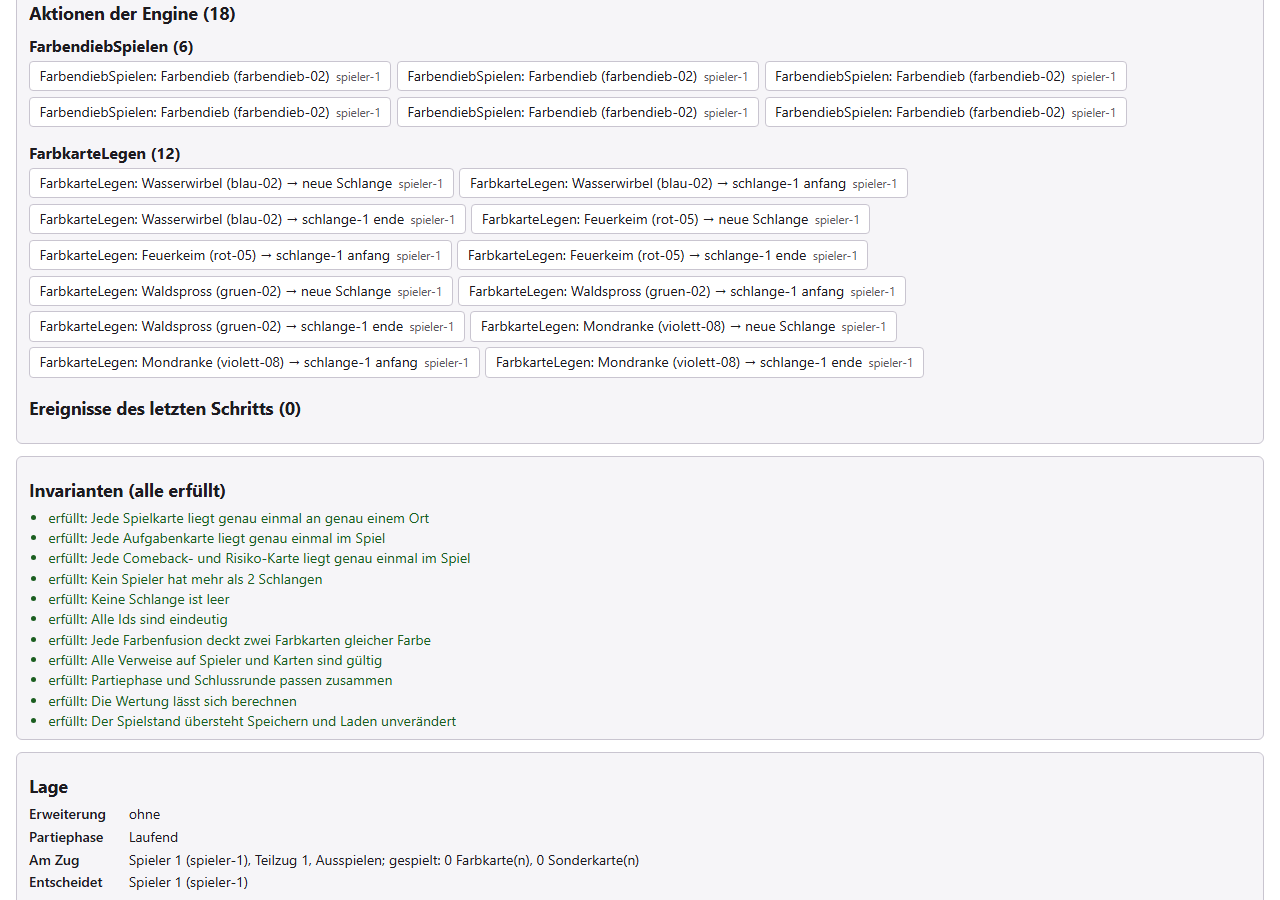 Aktionen der Engine (18)
FarbendiebSpielen (6)
FarbendiebSpielen: Farbendieb (farbendieb-02) spieler-1 FarbendiebSpielen: Farbendieb (farbendieb-02) spieler-1 FarbendiebSpielen: Farbendieb (farbendieb-02) spieler-1
FarbendiebSpielen: Farbendieb (farbendieb-02) spieler-1 FarbendiebSpielen: Farbendieb (farbendieb-02) spieler-1 FarbendiebSpielen: Farbendieb (farbendieb-02) spieler-1
FarbkarteLegen (12)
FarbkarteLegen: Wasserwirbel (blau-02) → neue Schlange spieler-1 FarbkarteLegen: Wasserwirbel (blau-02) → schlange-1 anfang spieler-1
FarbkarteLegen: Wasserwirbel (blau-02) → schlange-1 ende spieler-1 FarbkarteLegen: Feuerkeim (rot-05) → neue Schlange spieler-1
FarbkarteLegen: Feuerkeim (rot-05) → schlange-1 anfang spieler-1 FarbkarteLegen: Feuerkeim (rot-05) → schlange-1 ende spieler-1
FarbkarteLegen: Waldspross (gruen-02) → neue Schlange spieler-1 FarbkarteLegen: Waldspross (gruen-02) → schlange-1 anfang spieler-1
FarbkarteLegen: Waldspross (gruen-02) → schlange-1 ende spieler-1 FarbkarteLegen: Mondranke (violett-08) → neue Schlange spieler-1
FarbkarteLegen: Mondranke (violett-08) → schlange-1 anfang spieler-1 FarbkarteLegen: Mondranke (violett-08) → schlange-1 ende spieler-1
Ereignisse des letzten Schritts (0)
Invarianten (alle erfüllt)
• erfüllt: Jede Spielkarte liegt genau einmal an genau einem Ort
• erfüllt: Jede Aufgabenkarte liegt genau einmal im Spiel
• erfüllt: Jede Comeback- und Risiko-Karte liegt genau einmal im Spiel
• erfüllt: Kein Spieler hat mehr als 2 Schlangen
• erfüllt: Keine Schlange ist leer
• erfüllt: Alle Ids sind eindeutig
• erfüllt: Jede Farbenfusion deckt zwei Farbkarten gleicher Farbe
• erfüllt: Alle Verweise auf Spieler und Karten sind gültig
• erfüllt: Partiephase und Schlussrunde passen zusammen
• erfüllt: Die Wertung lässt sich berechnen
• erfüllt: Der Spielstand übersteht Speichern und Laden unverändert
Lage
Erweiterung ohne
Partiephase Laufend
Am Zug Spieler 1 (spieler-1), Teilzug 1, Ausspielen; gespielt: 0 Farbkarte(n), 0 Sonderkarte(n)
Entscheidet Spieler 1 (spieler-1)